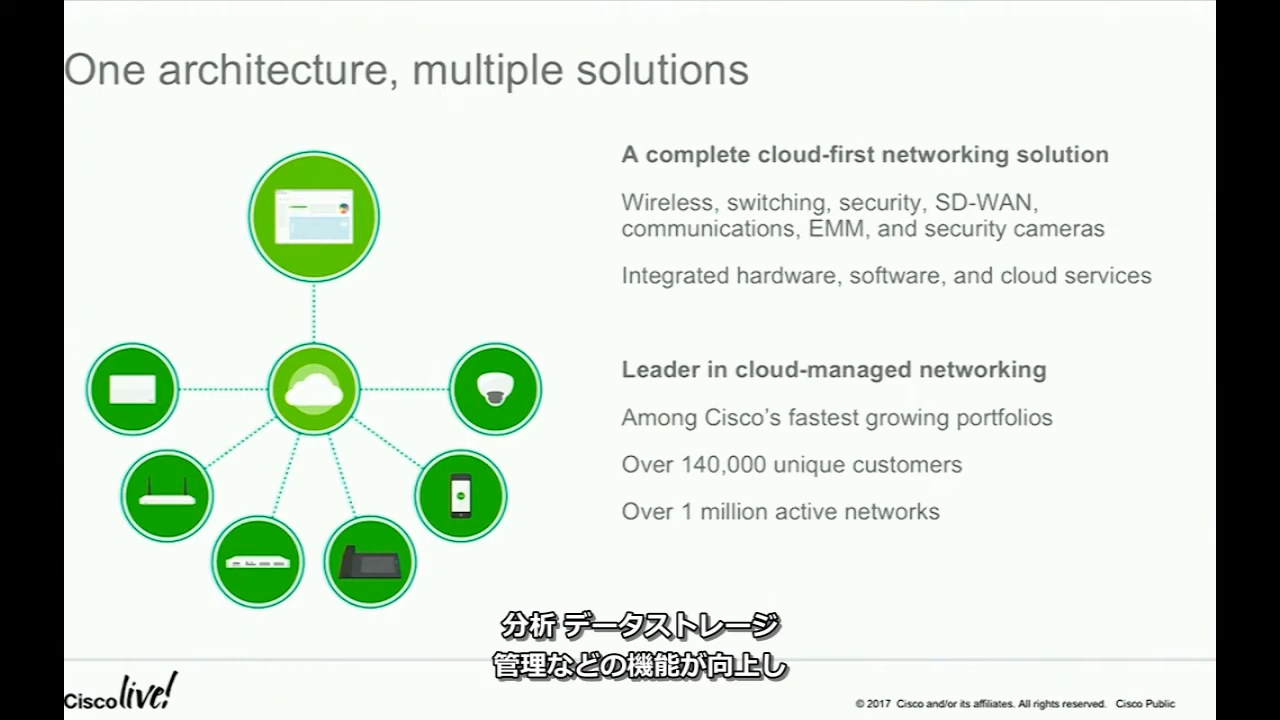 One architecture, multiple solutions
A complete cloud-first networking solution
Wireless, switching, security, SD-WAN,
communications, EMM, and security cameras
Integrated hardware, software, and cloud services
Leader in cloud-managed networking
Among Cisco’s fastest growing portfolios
Over 140,000 unique customers
Over 1 million active networks
分析 データストレージ
管理などの機能が向上し
Cisco live!
© 2017 Cisco and/or its affiliates. All rights reserved. Cisco Public